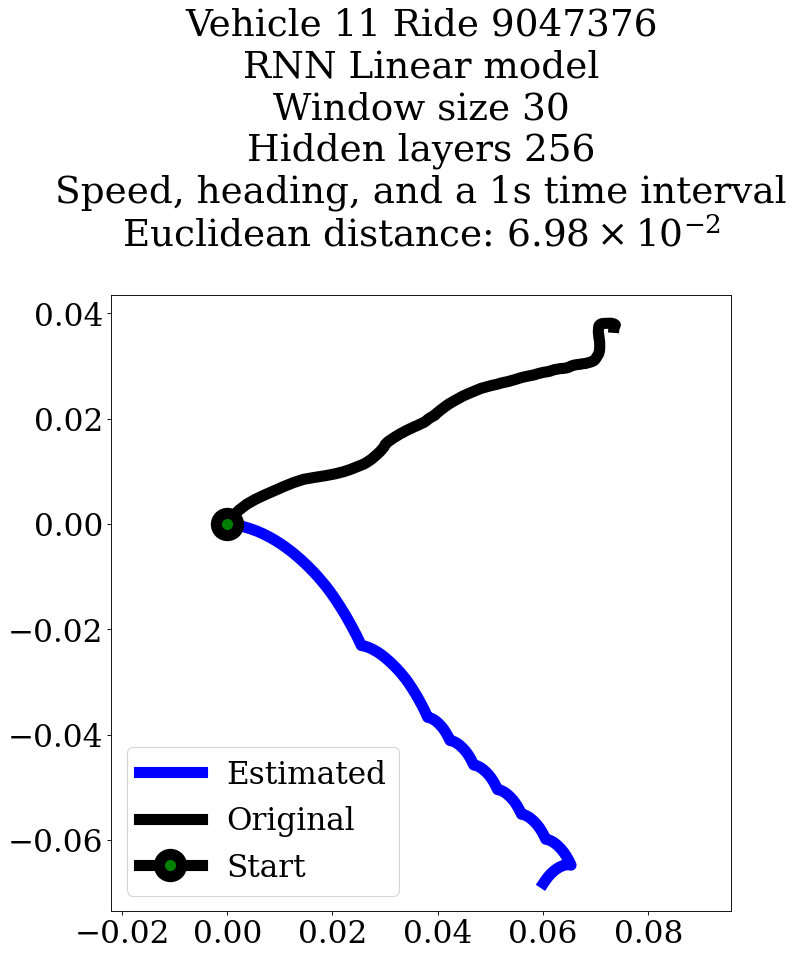 Vehicle 11 Ride 9047376
RNN Linear model
Window size 30
Hidden layers 256
Speed, heading, and a 1s time interval
Euclidean distance: 6.98 × 10⁻²
0.04
0.02
0.00
−0.02
−0.04
−0.06
Estimated
Original
Start
−0.02 0.00 0.02 0.04 0.06 0.08